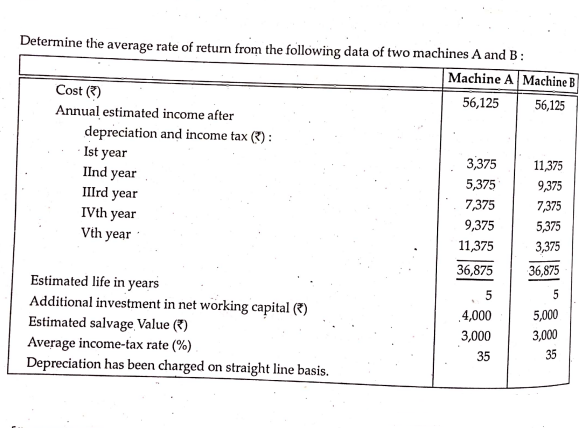 Determine the average rate of return from the following data of two machines A and B :
Machine A Machine B
Cost (₹) 56,125 56,125
Annual estimated income after
depreciation and income tax (₹) :
Ist year 3,375 11,375
IInd year 5,375 9,375
IIIrd year 7,375 7,375
IVth year 9,375 5,375
Vth year 11,375 3,375
36,875 36,875
Estimated life in years 5 5
Additional investment in net working capital (₹) 4,000 5,000
Estimated salvage Value (₹) 3,000 3,000
Average income-tax rate (%) 35 35
Depreciation has been charged on straight line basis.